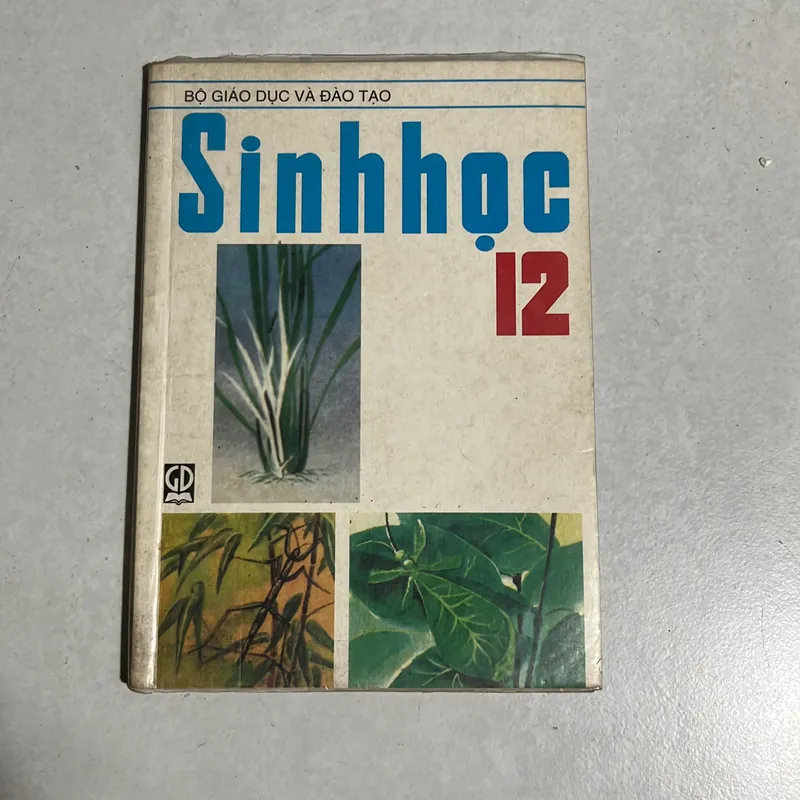 BỘ GIÁO DỤC VÀ ĐÀO TẠO
Sinh học
12
GD